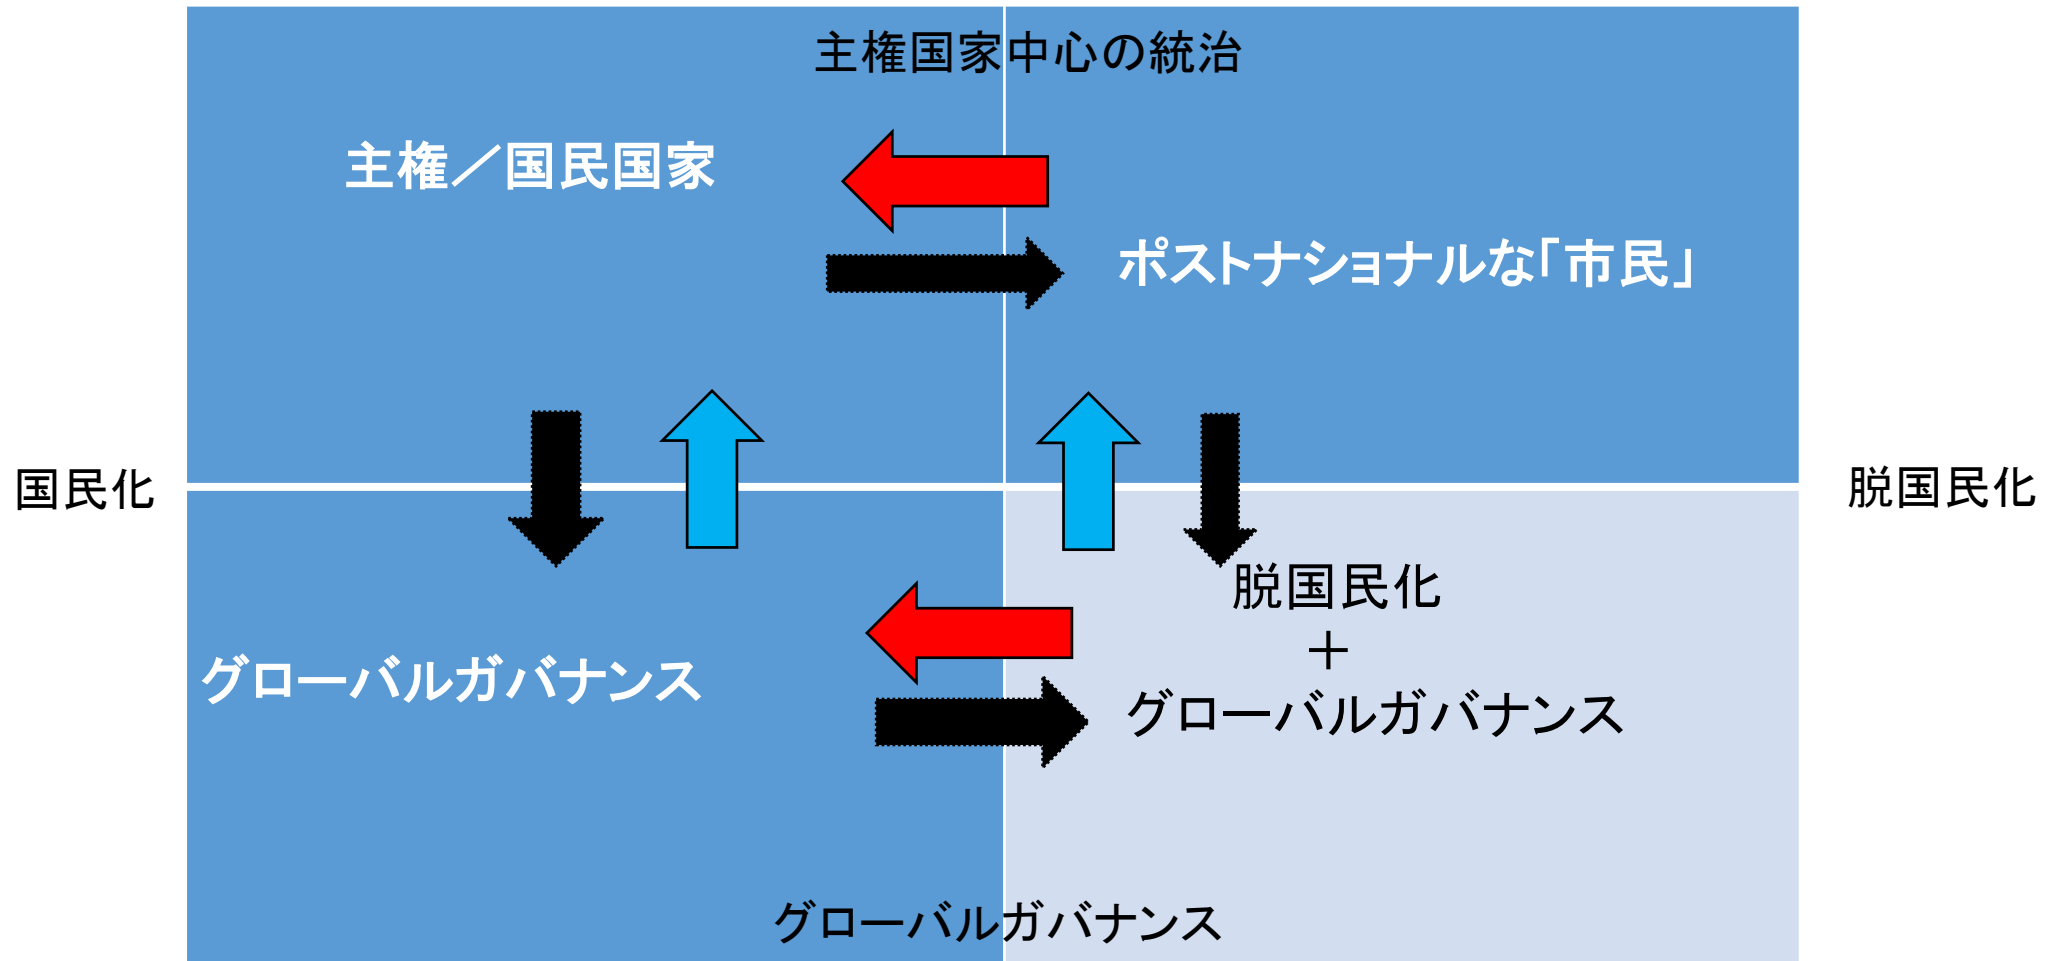 主権国家中心の統治
主権／国民国家
ポストナショナルな「市民」
国民化
脱国民化
脱国民化
＋
グローバルガバナンス
グローバルガバナンス
グローバルガバナンス